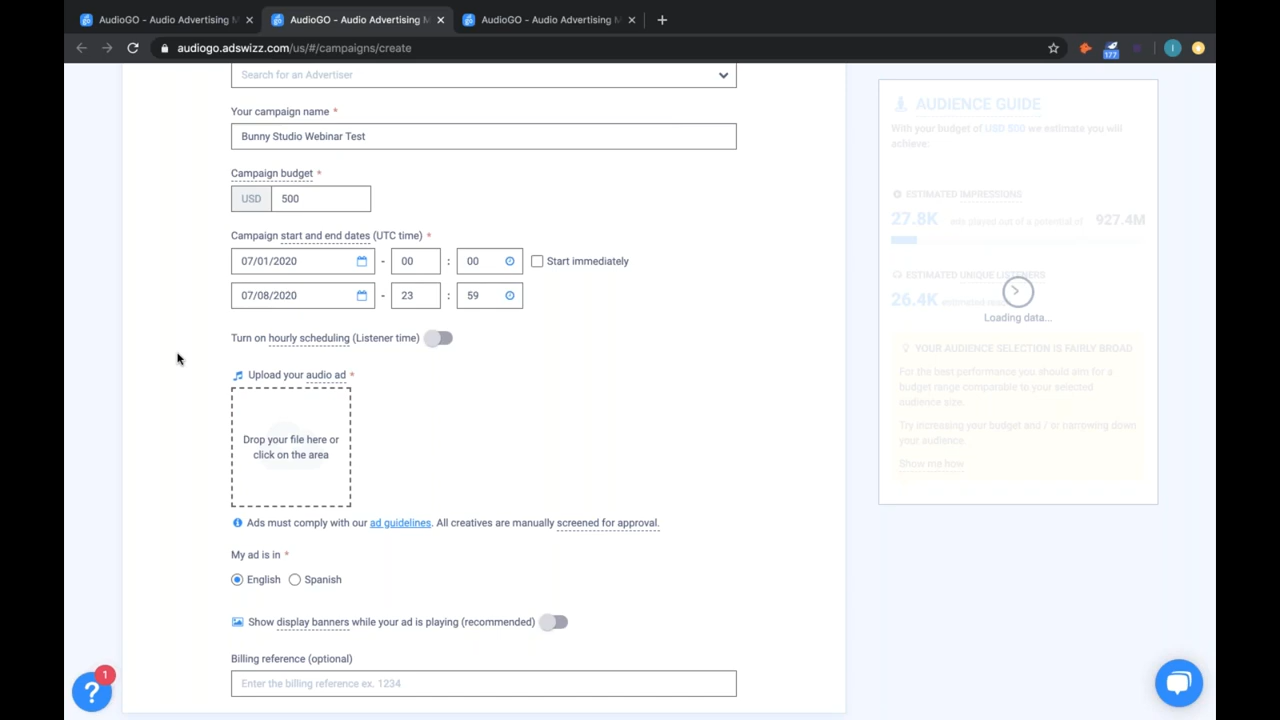 AudioGO - Audio Advertising M
AudioGO - Audio Advertising M
AudioGO - Audio Advertising M
audiogo.adswizz.com/us/#/campaigns/create
177
i
Search for an Advertiser
Your campaign name *
Bunny Studio Webinar Test
Campaign budget *
USD 500
Campaign start and end dates (UTC time) *
07/01/2020 - 00 : 00 Start immediately
07/08/2020 - 23 : 59
Turn on hourly scheduling (Listener time)
Upload your audio ad *
Drop your file here or
click on the area
Ads must comply with our ad guidelines. All creatives are manually screened for approval.
My ad is in *
English Spanish
Show display banners while your ad is playing (recommended)
Billing reference (optional)
Enter the billing reference ex. 1234
1
?
AUDIENCE GUIDE
With your budget of USD 500 we estimate you will
achieve:
ESTIMATED IMPRESSIONS
27.8K ads played out of a potential of 927.4M
ESTIMATED UNIQUE LISTENERS
26.4K estimated
Loading data...
YOUR AUDIENCE SELECTION IS FAIRLY BROAD
For the best performance you should aim for a
budget range comparable to your selected
audience size.
Try increasing your budget and / or narrowing down
your audience.
Show me how